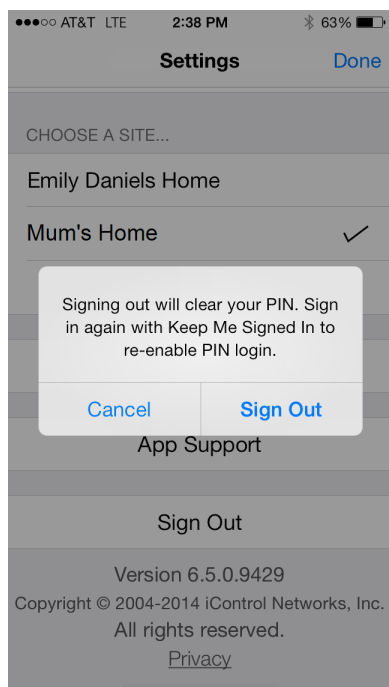 AT&T LTE 2:38 PM 63%
Settings Done
CHOOSE A SITE...
Emily Daniels Home
Mum's Home
Signing out will clear your PIN. Sign
in again with Keep Me Signed In to
re-enable PIN login.
Cancel Sign Out
App Support
Sign Out
Version 6.5.0.9429
Copyright © 2004-2014 iControl Networks, Inc.
All rights reserved.
Privacy